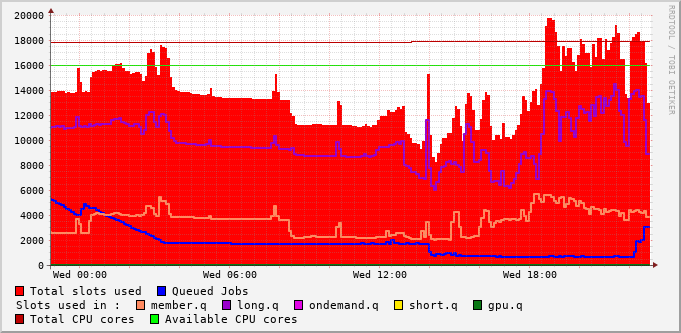 20000
18000
16000
14000
12000
10000
8000
6000
4000
2000
0
Wed 00:00 Wed 06:00 Wed 12:00 Wed 18:00
RRDTOOL / TOBI OETIKER
Total slots used Queued Jobs
Slots used in : member.q long.q ondemand.q short.q gpu.q
Total CPU cores Available CPU cores